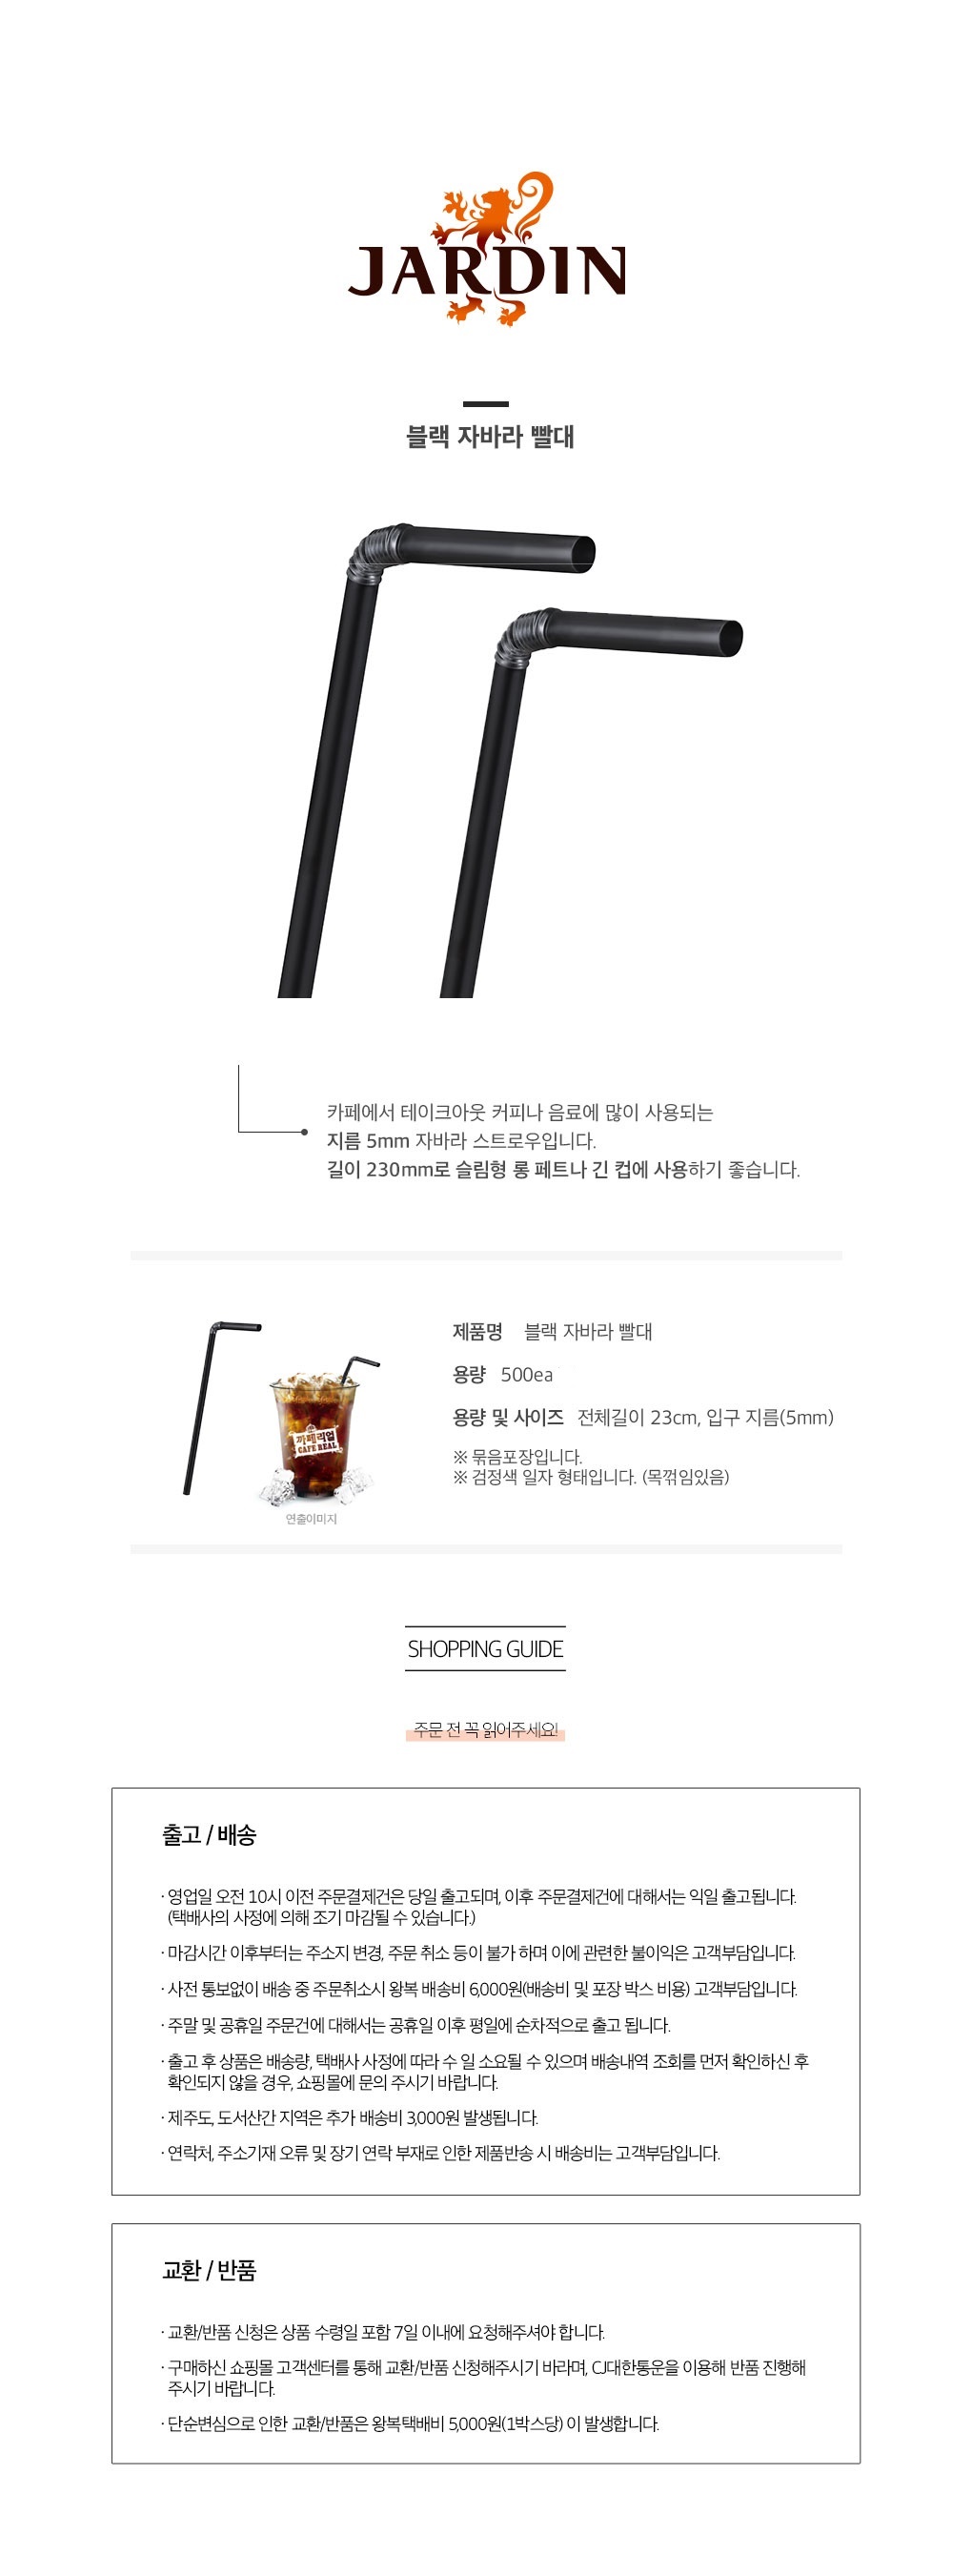 JARDIN
블랙 자바라 빨대
카페에서 테이크아웃 커피나 음료에 많이 사용되는
지름 5mm 자바라 스트로우입니다.
길이 230mm로 슬림형 롱 페트나 긴 컵에 사용하기 좋습니다.
제품명 블랙 자바라 빨대
용량 500ea
용량 및 사이즈 전체길이 23cm, 입구 지름(5mm)
※ 묶음포장입니다.
※ 검정색 일자 형태입니다. (목꺾임있음)
까페리얼
CAFE REAL
연출이미지
SHOPPING GUIDE
주문 전 꼭 읽어주세요!
출고 / 배송
· 영업일 오전 10시 이전 주문결제건은 당일 출고되며, 이후 주문결제건에 대해서는 익일 출고됩니다.
(택배사의 사정에 의해 조기 마감될 수 있습니다.)
· 마감시간 이후부터는 주소지 변경, 주문 취소 등이 불가 하며 이에 관련한 불이익은 고객부담입니다.
· 사전 통보없이 배송 중 주문취소시 왕복 배송비 6,000원(배송비 및 포장 박스 비용) 고객부담입니다.
· 주말 및 공휴일 주문건에 대해서는 공휴일 이후 평일에 순차적으로 출고 됩니다.
· 출고 후 상품은 배송량, 택배사 사정에 따라 수 일 소요될 수 있으며 배송내역 조회를 먼저 확인하신 후
확인되지 않을 경우, 쇼핑몰에 문의 주시기 바랍니다.
· 제주도, 도서산간 지역은 추가 배송비 3,000원 발생됩니다.
· 연락처, 주소기재 오류 및 장기 연락 부재로 인한 제품반송 시 배송비는 고객부담입니다.
교환 / 반품
· 교환/반품 신청은 상품 수령일 포함 7일 이내에 요청해주셔야 합니다.
· 구매하신 쇼핑몰 고객센터를 통해 교환/반품 신청해주시기 바라며, CJ대한통운을 이용해 반품 진행해
주시기 바랍니다.
· 단순변심으로 인한 교환/반품은 왕복택배비 5,000원(1박스당) 이 발생합니다.